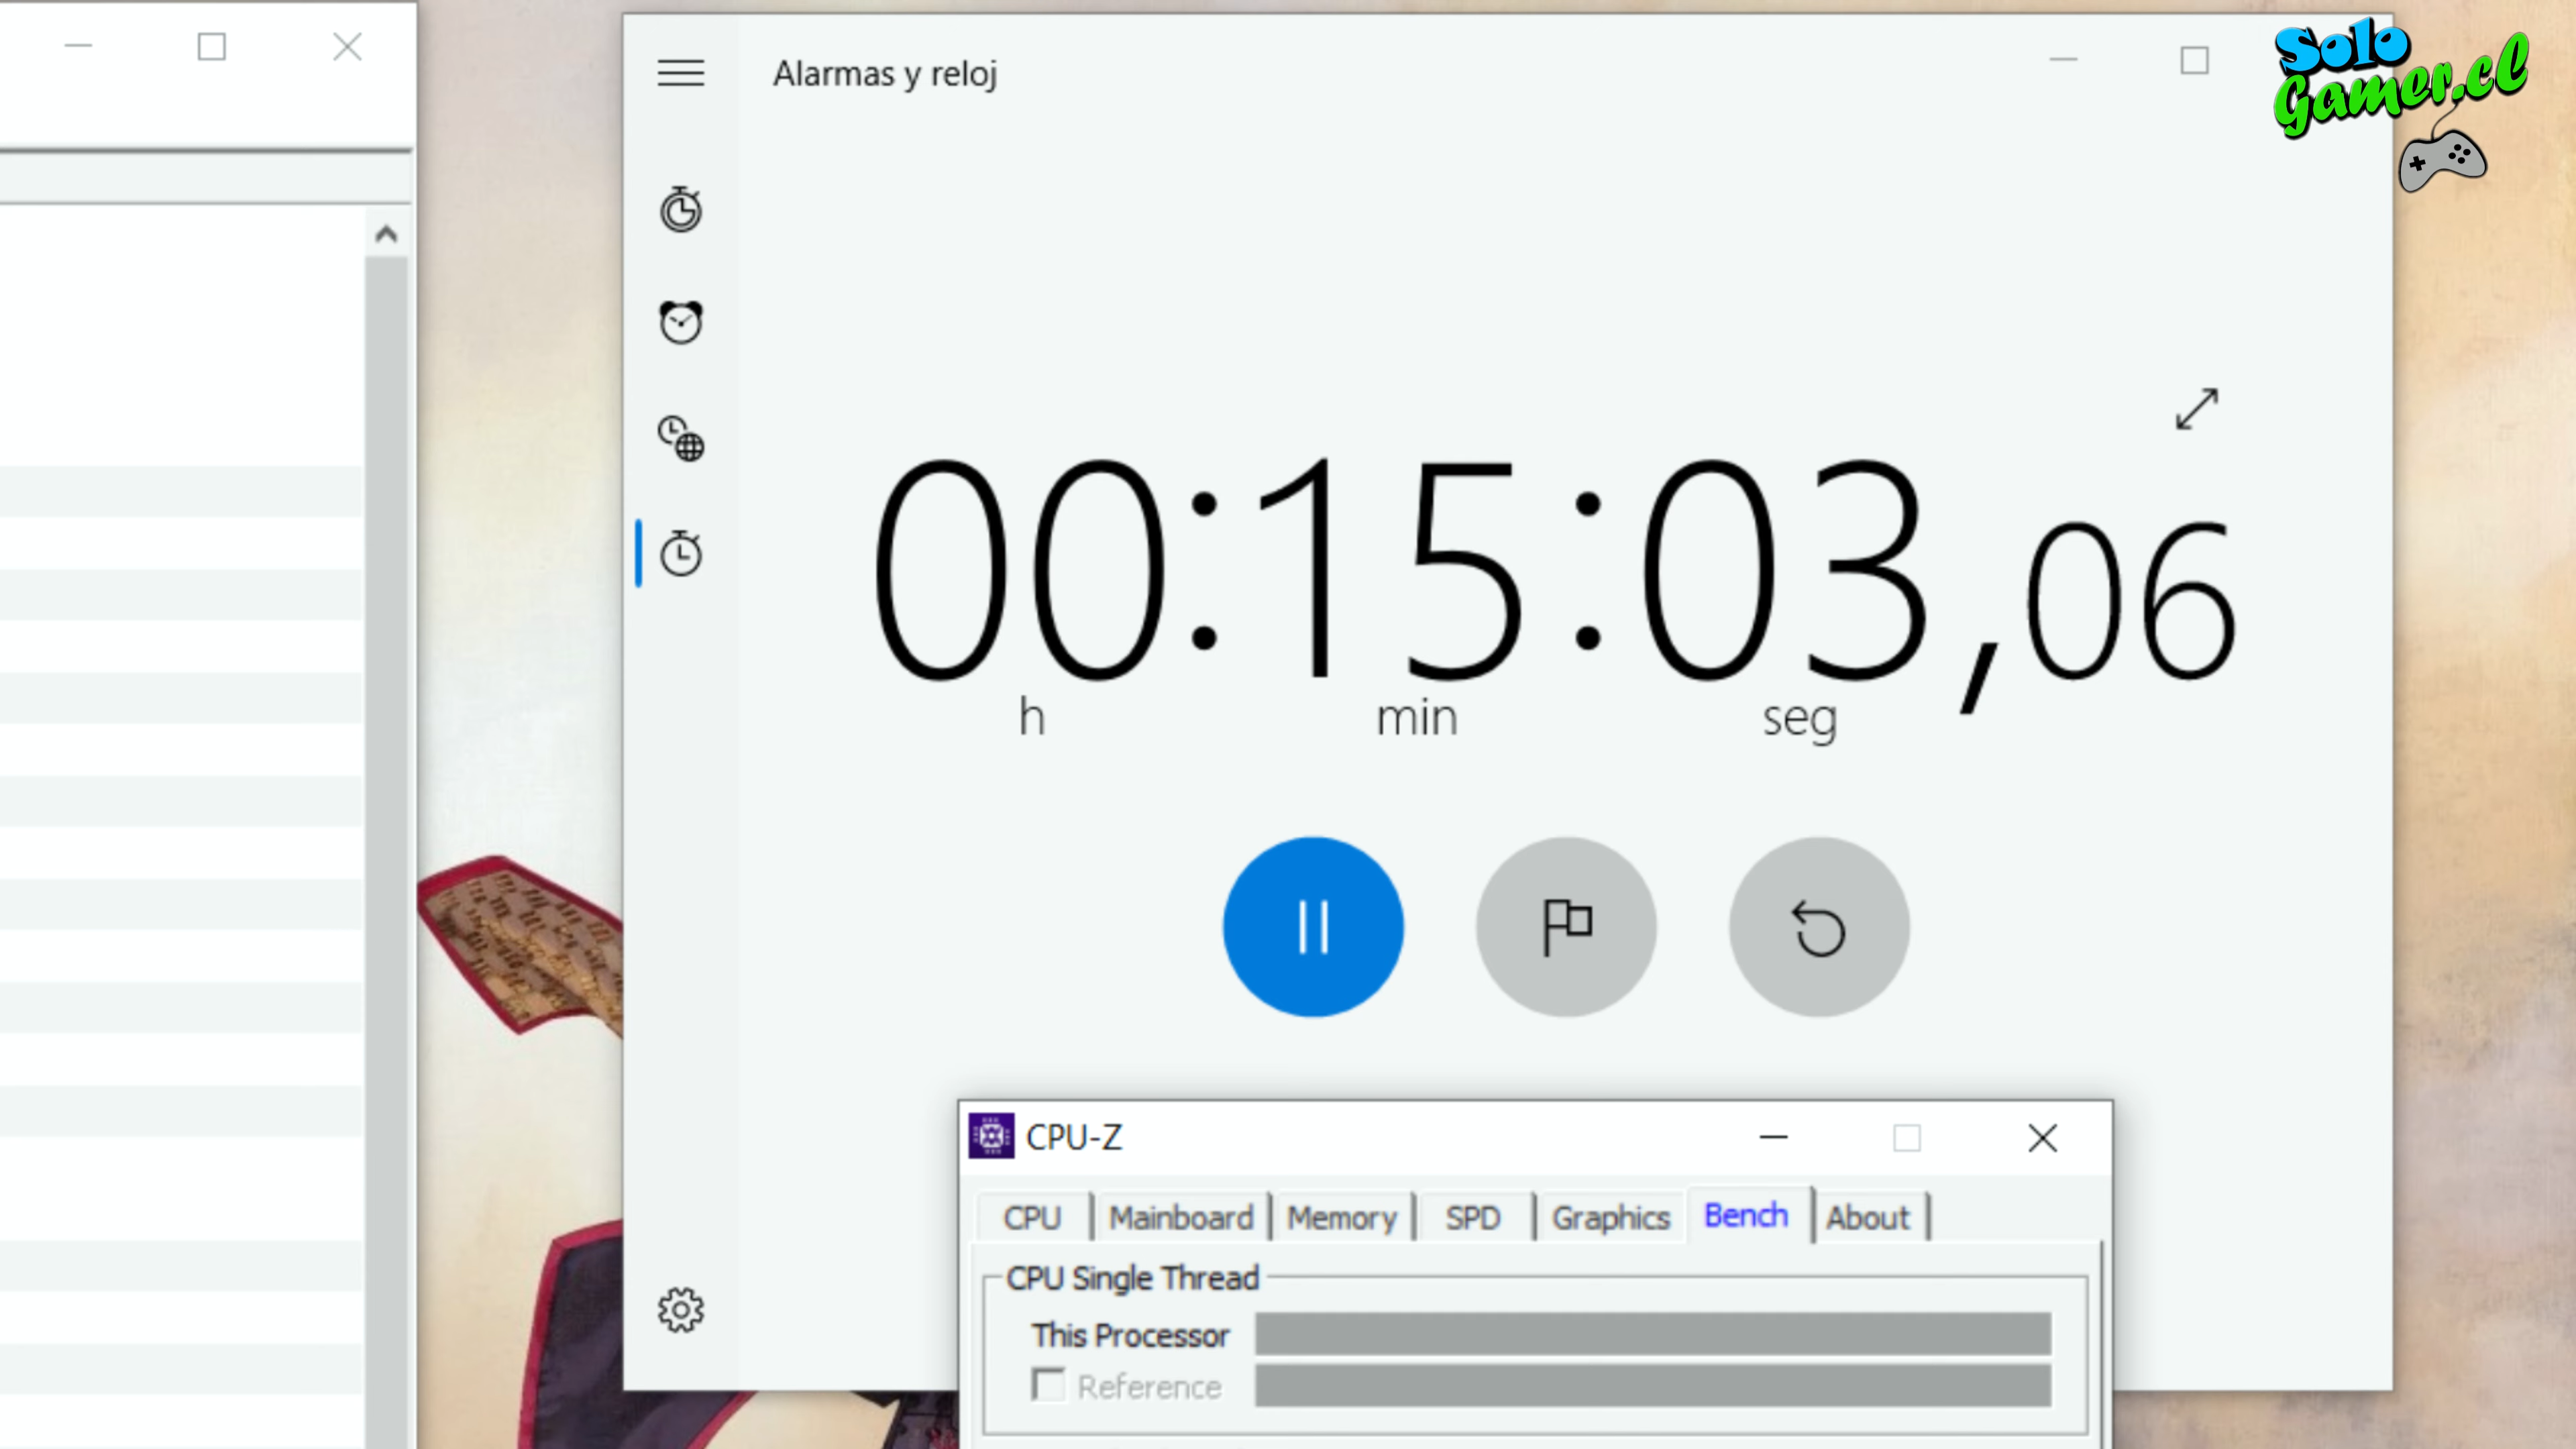 Alarmas y reloj
Solo
Gamer.cl
00:15:03,06
h min seg
CPU-Z
CPU Mainboard Memory SPD Graphics Bench About
CPU Single Thread
This Processor
Reference